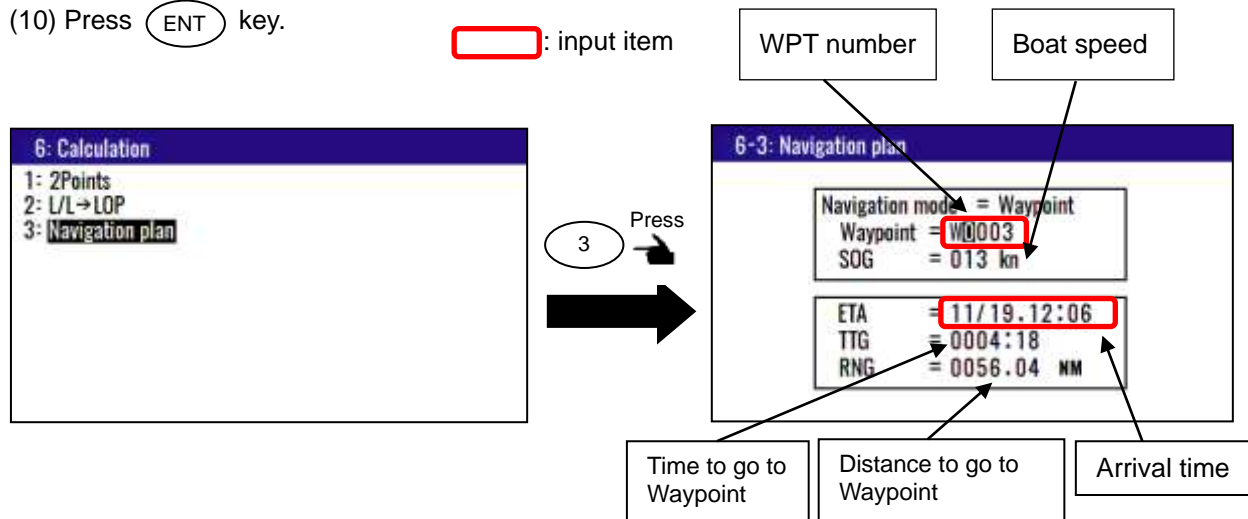 (10) Press ENT key.
: input item
WPT number
Boat speed
6: Calculation
1: 2Points
2: L/L→LOP
3: Navigation plan
3
Press
6-3: Navigation plan
Navigation mode = Waypoint
Waypoint = W0003
SOG = 013 kn
ETA = 11/19.12:06
TTG = 0004:18
RNG = 0056.04 NM
Time to go to
Waypoint
Distance to go to
Waypoint
Arrival time